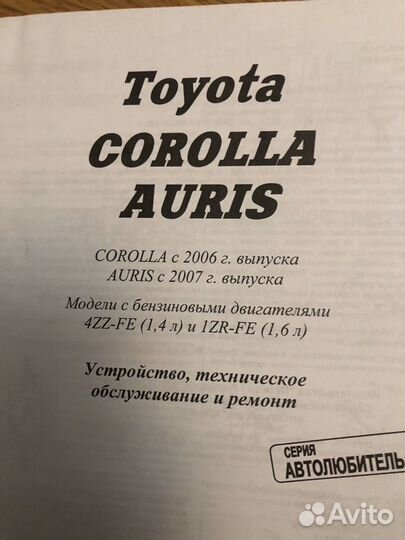 Toyota
COROLLA
AURIS
COROLLA с 2006 г. выпуска
AURIS с 2007 г. выпуска
Модели с бензиновыми двигателями
4ZZ-FE (1,4 л) и 1ZR-FE (1,6 л)
Устройство, техническое
обслуживание и ремонт
СЕРИЯ
АВТОЛЮБИТЕЛЬ
Avito